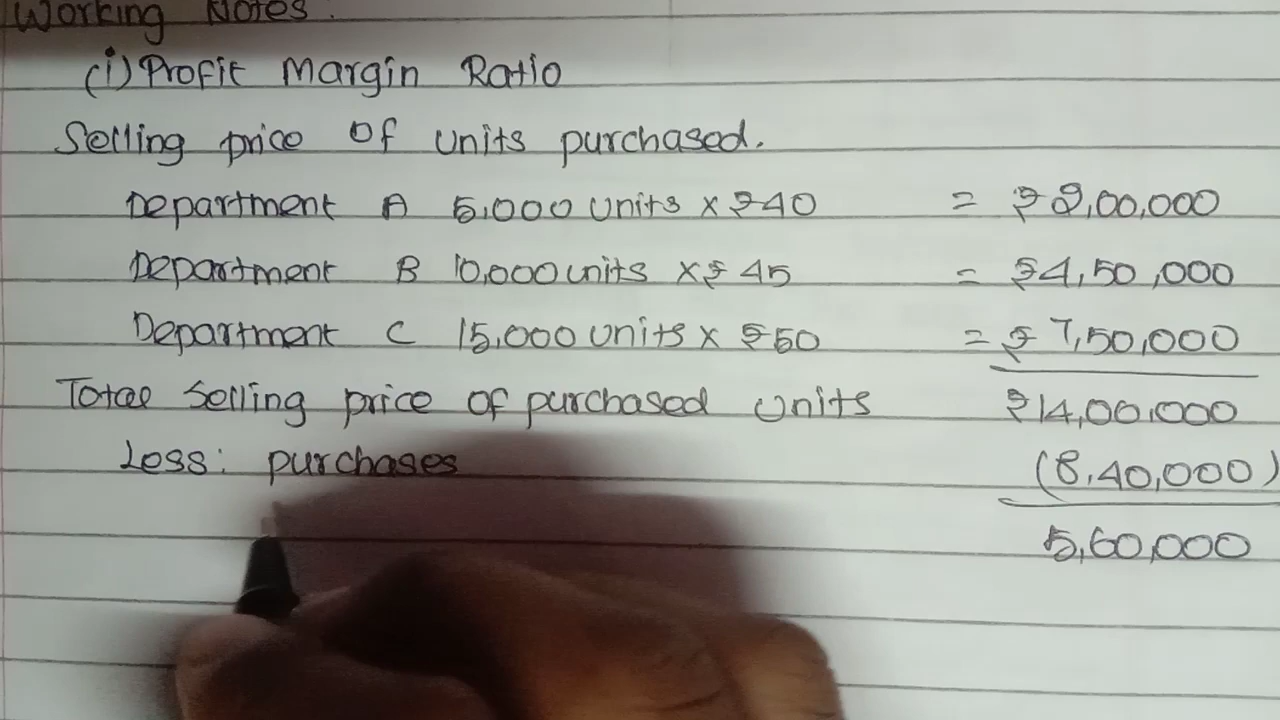 Working Notes.
(i) Profit Margin Ratio
Selling price of units purchased.
Department A 5,000 units × ₹40 = ₹2,00,000
Department B 10,000 units × ₹45 = ₹4,50,000
Department C 15,000 units × ₹50 = ₹7,50,000
Total selling price of purchased units ₹14,00,000
Less: purchases (8,40,000)
5,60,000